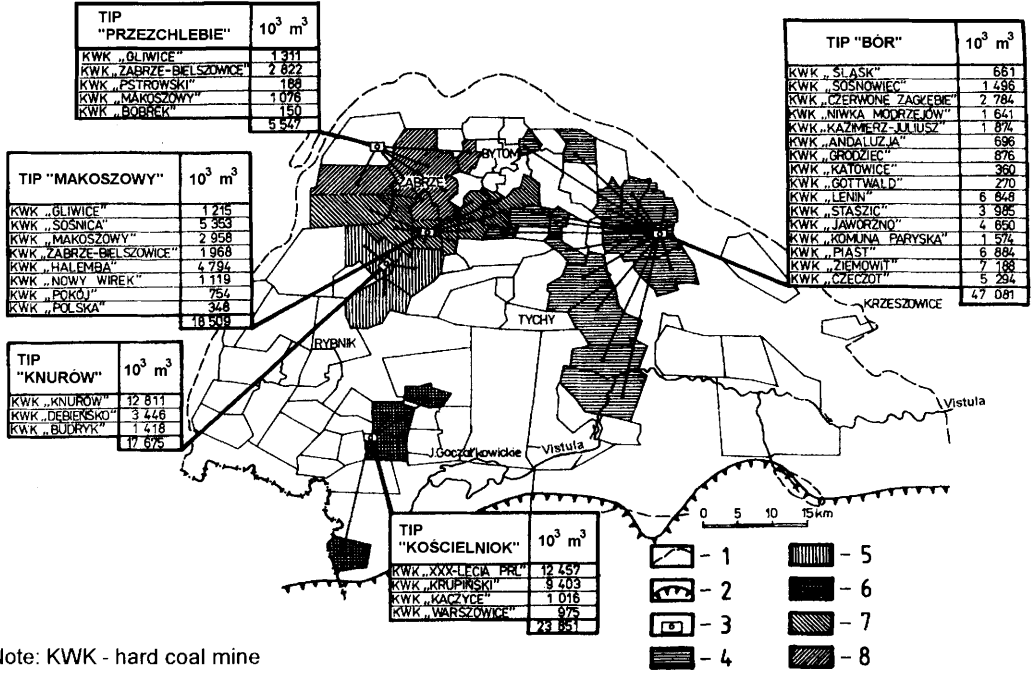 TIP "PRZEZCHLEBIE" 10³ m³
KWK „GLIWICE" 1 311
KWK „ZABRZE-BIELSZOWICE" 2 822
KWK „PSTROWSKI" 188
KWK „MAKOSZOWY" 1 076
KWK „BOBREK" 150
5 547
TIP "BÓR" 10³ m³
KWK „ŚLĄSK" 661
KWK „SOSNOWIEC" 1 496
KWK „CZERWONE ZAGŁĘBIE" 2 784
KWK „NIWKA MODRZEJÓW" 1 641
KWK „KAZIMIERZ-JULIUSZ" 1 874
KWK „ANDALUZJA" 696
KWK „GRODZIEC" 876
KWK „KATOWICE" 360
KWK „GOTTWALD" 270
KWK „LENIN" 6 848
KWK „STASZIC" 3 985
KWK „JAWORZNO" 4 650
KWK „KOMUNA PARYSKA" 1 574
KWK „PIAST" 6 884
KWK „ZIEMOWIT" 7 188
KWK „CZECZOT" 5 294
47 081
TIP "MAKOSZOWY" 10³ m³
KWK „GLIWICE" 1 215
KWK „SOŚNICA" 5 353
KWK „MAKOSZOWY" 2 958
KWK „ZABRZE-BIELSZOWICE" 1 968
KWK „HALEMBA" 4 794
KWK „NOWY WIREK" 1 119
KWK „POKÓJ" 754
KWK „POLSKA" 348
18 509
TIP "KNURÓW" 10³ m³
KWK „KNURÓW" 12 811
KWK „DĘBIEŃSKO" 3 446
KWK „BUDRYK" 1 418
17 675
BYTOM
ZABRZE
TYCHY
RYBNIK
KRZESZOWICE
Vistula
J.Goczałkowickie
Vistula
TIP "KOŚCIELNIOK" 10³ m³
KWK „XXX-LECIA PRL" 12 457
KWK „KRUPIŃSKI" 9 403
KWK „KACZYCE" 1 016
KWK „WARSZOWICE" 975
23 851
0 5 10 15 km
- 1
- 2
- 3
- 4
- 5
- 6
- 7
- 8
Note: KWK - hard coal mine